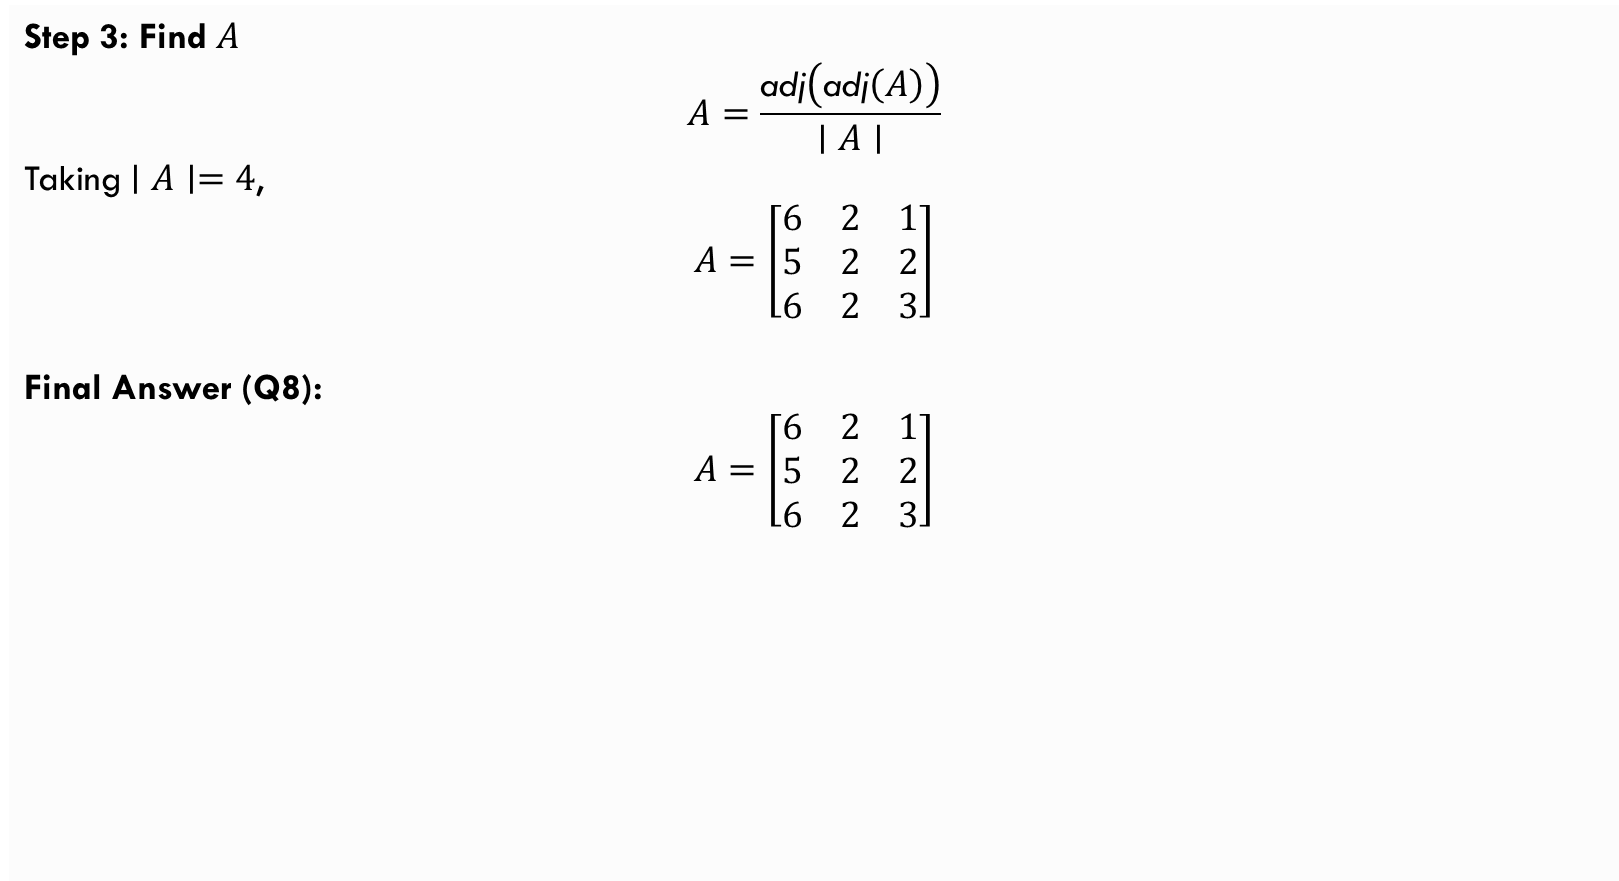 Step 3: Find A
A = adj(adj(A)) / | A |
Taking | A |= 4,
A = [6 2 1
5 2 2
6 2 3]
Final Answer (Q8):
A = [6 2 1
5 2 2
6 2 3]